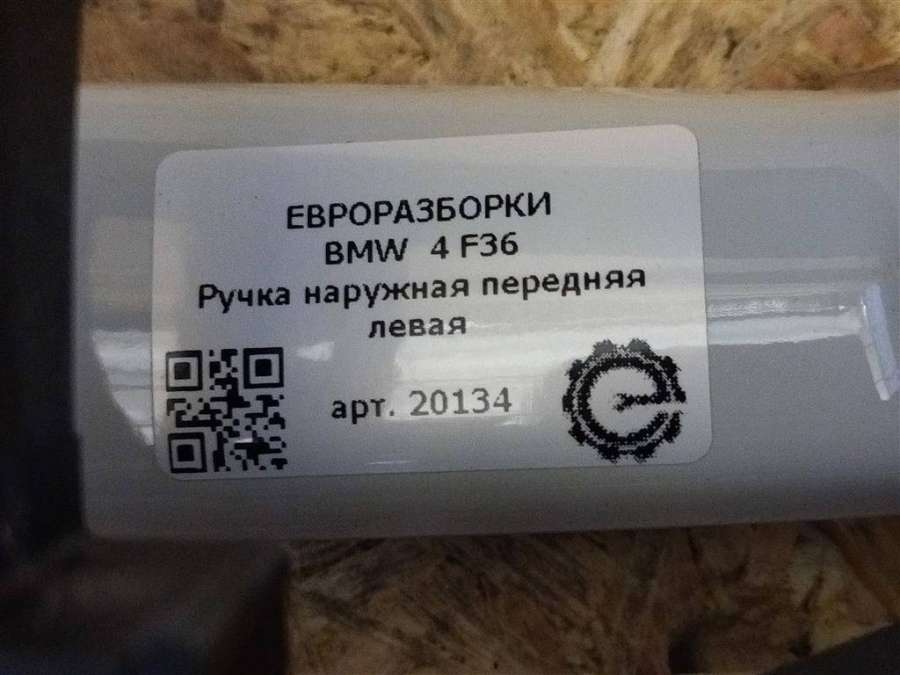 ЕВРОРАЗБОРКИ
BMW 4 F36
Ручка наружная передняя
левая
арт. 20134